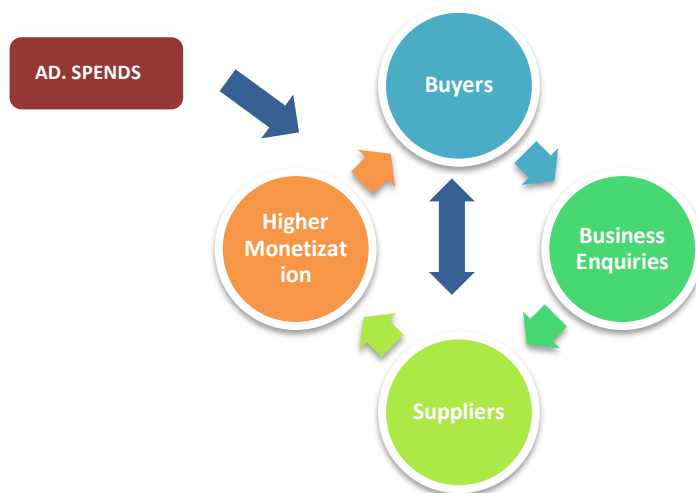 AD. SPENDS
Buyers
Higher
Monetizat
ion
Business
Enquiries
Suppliers